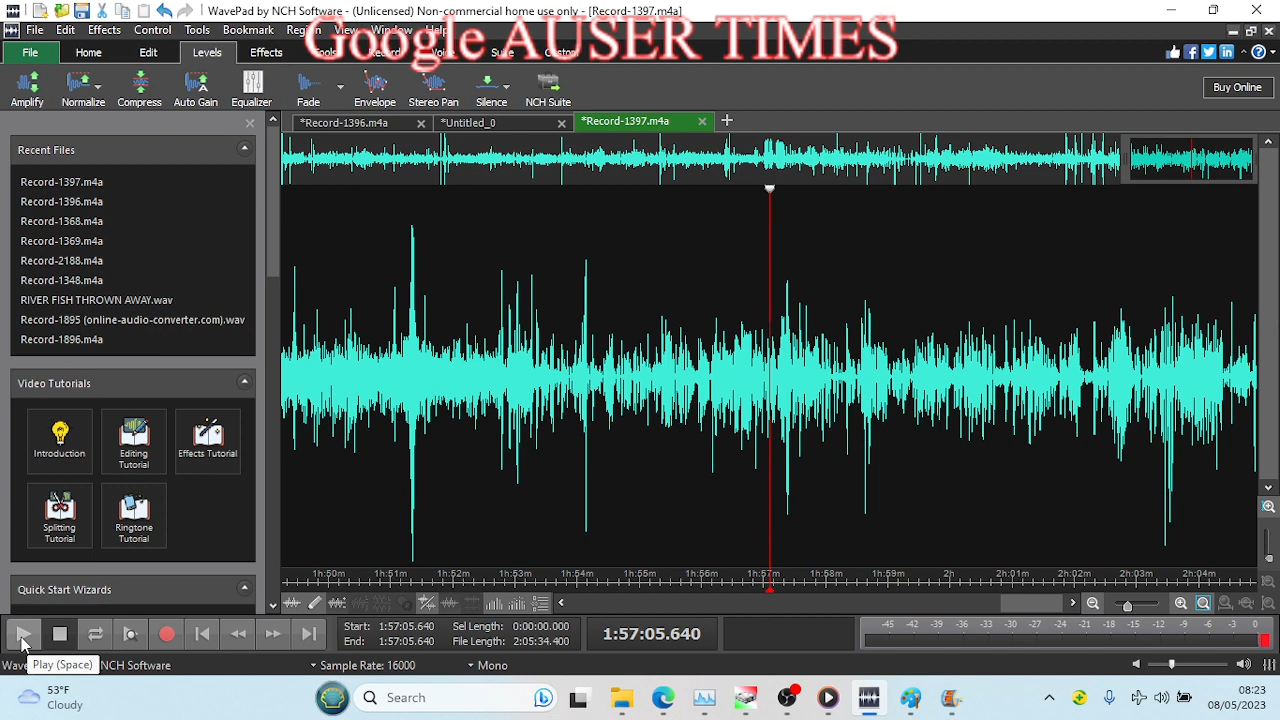 WavePad by NCH Software - (Unlicensed) Non-commercial home use only - [Record-1397.m4a]
File Edit Effects Control Tools Bookmark Region View Window Help
Google AUSER TIMES
File Home Edit Levels Effects Tools Record Voice Suite Custom
Amplify Normalize Compress Auto Gain Equalizer Fade Envelope Stereo Pan Silence NCH Suite
Buy Online
*Record-1396.m4a *Untitled_0 *Record-1397.m4a
Recent Files
Record-1397.m4a
Record-1396.m4a
Record-1368.m4a
Record-1369.m4a
Record-2188.m4a
Record-1348.m4a
RIVER FISH THROWN AWAY.wav
Record-1895 (online-audio-converter.com).wav
Record-1896.m4a
Video Tutorials
Introduction
Editing Tutorial
Effects Tutorial
Splitting Tutorial
Ringtone Tutorial
Quick Start Wizards
1h:50m 1h:51m 1h:52m 1h:53m 1h:54m 1h:55m 1h:56m 1h:57m 1h:58m 1h:59m 2h 2h:01m 2h:02m 2h:03m 2h:04m
Start: 1:57:05.640 Sel Length: 0:00:00.000
End: 1:57:05.640 File Length: 2:05:34.400
1:57:05.640
-45 -42 -39 -36 -33 -30 -27 -24 -21 -18 -15 -12 -9 -6 -3 0
Play (Space)
NCH Software
Sample Rate: 16000
Mono
53°F
Cloudy
Search
08:23
08/05/2023